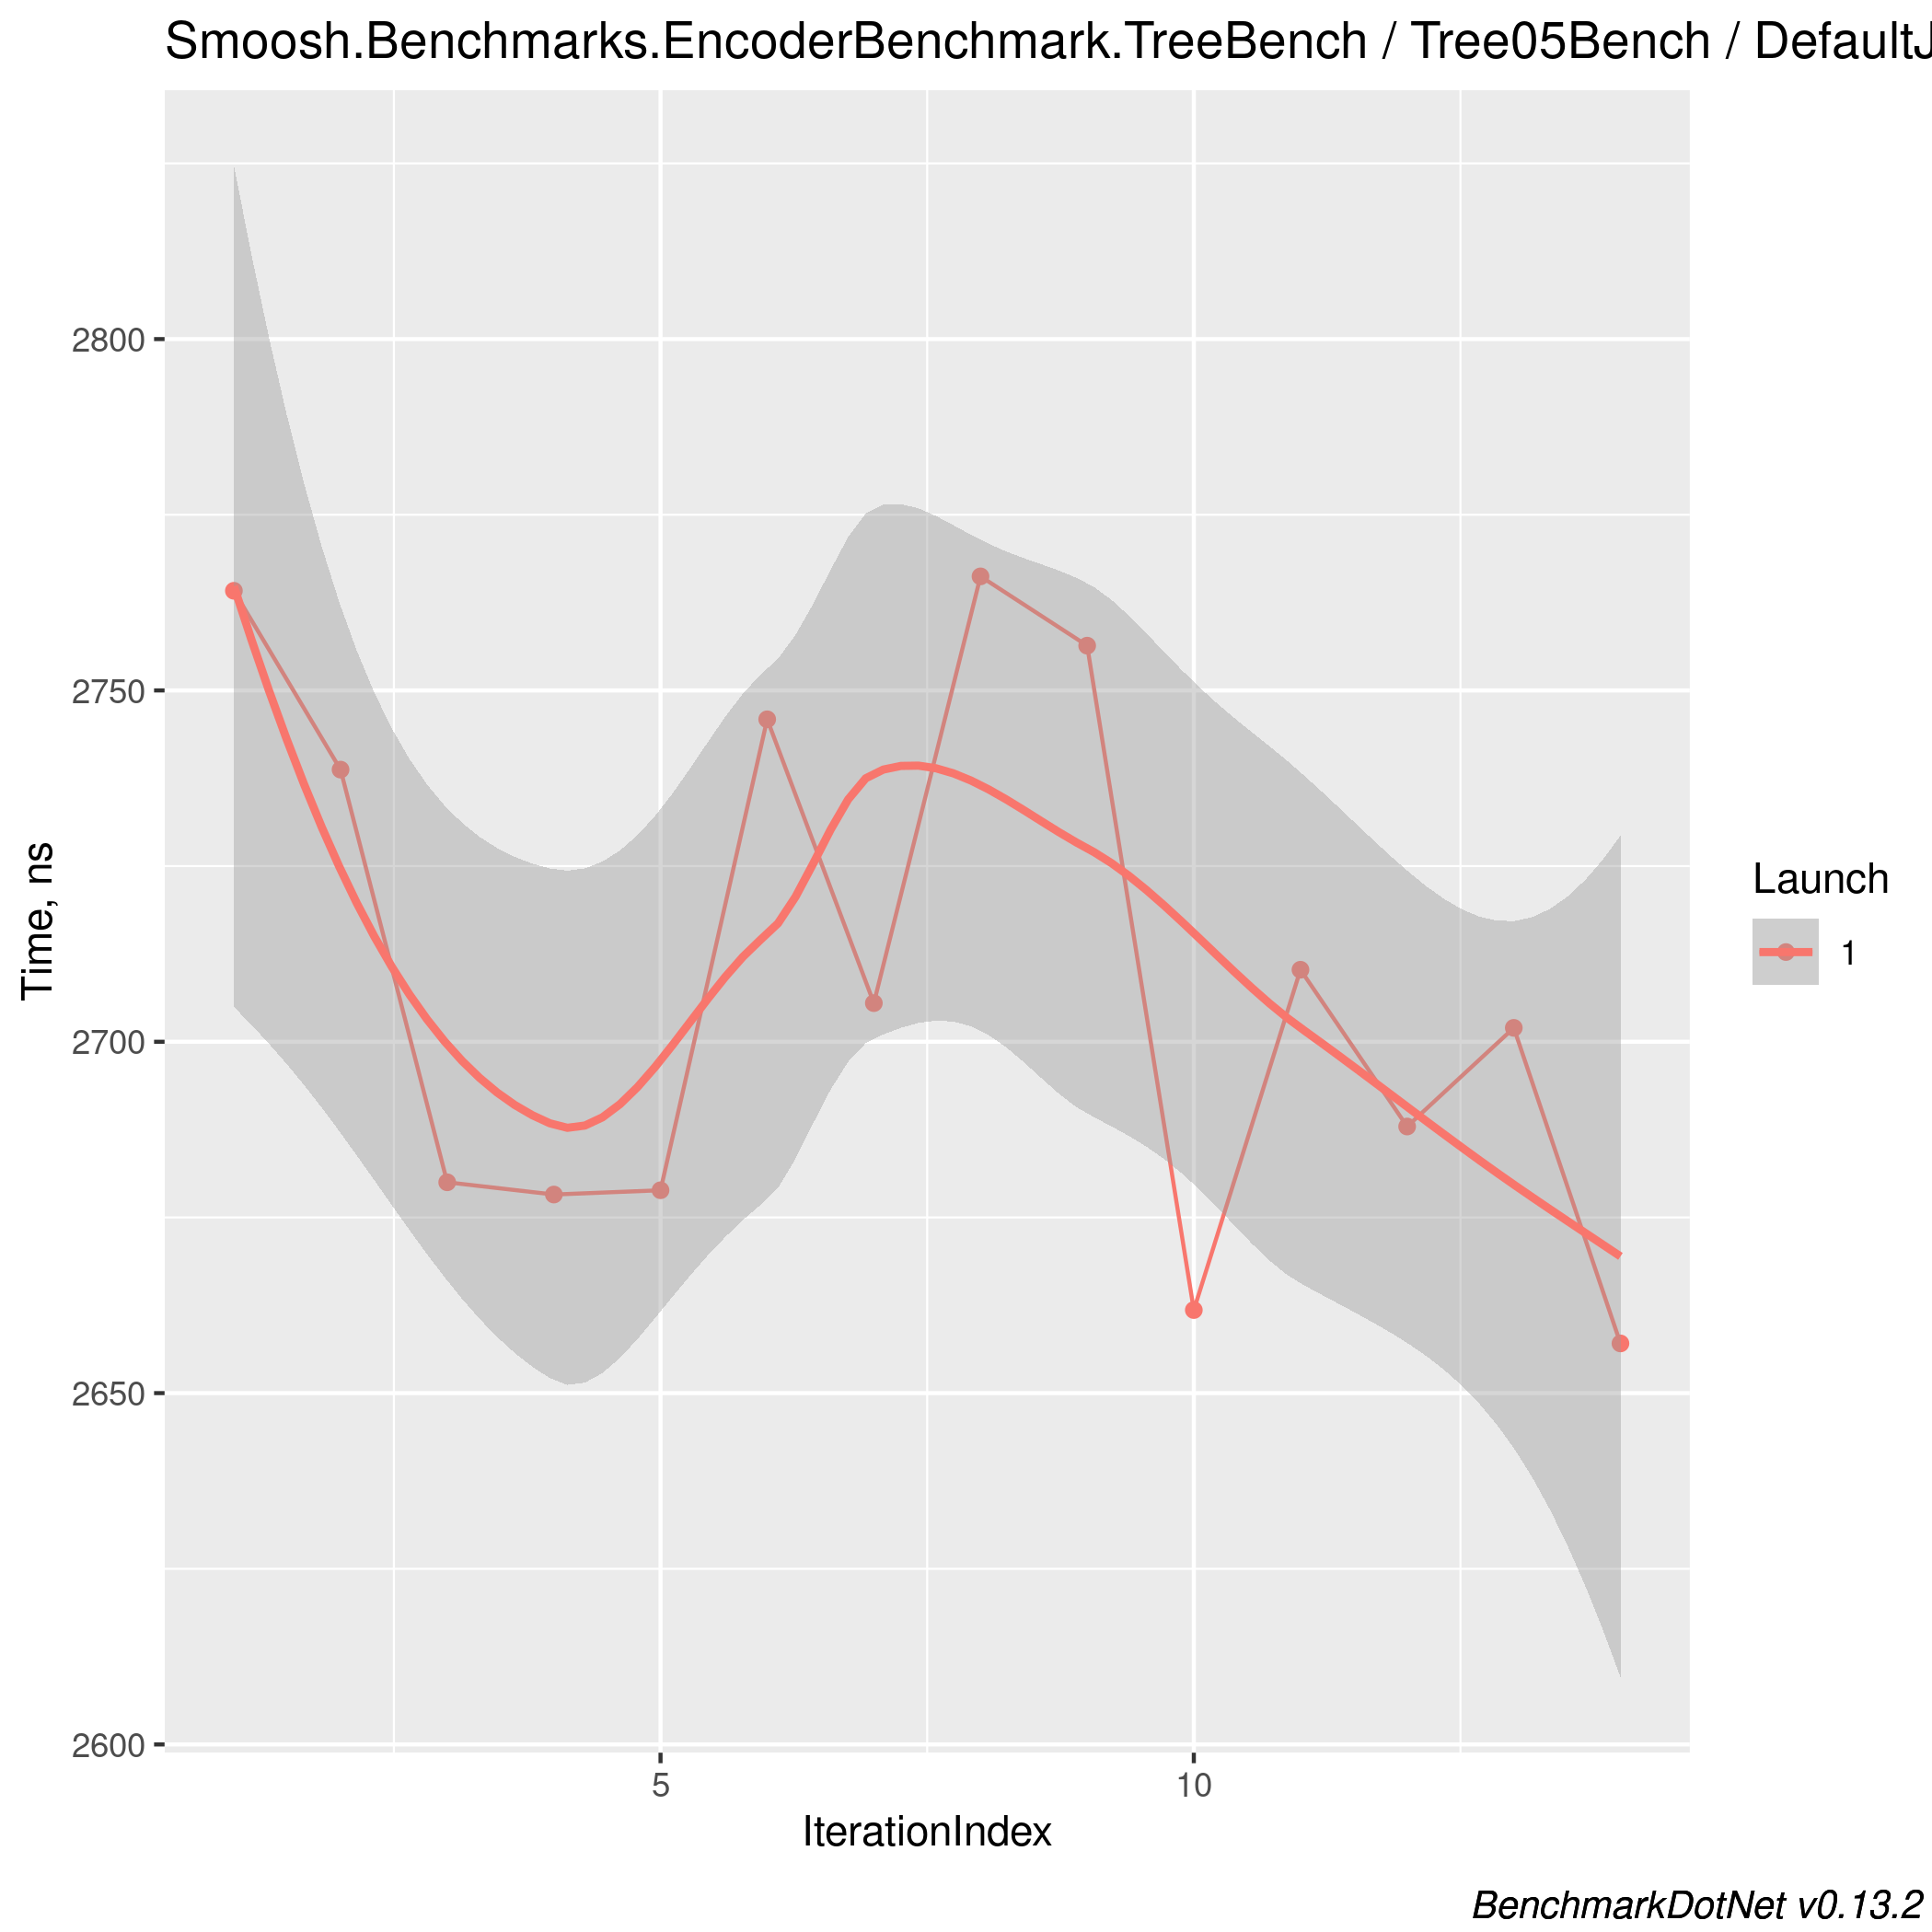 Smoosh.Benchmarks.EncoderBenchmark.TreeBench / Tree05Bench / DefaultJ
2800
2750
2700
2650
2600
Time, ns
5
10
IterationIndex
Launch
1
BenchmarkDotNet v0.13.2